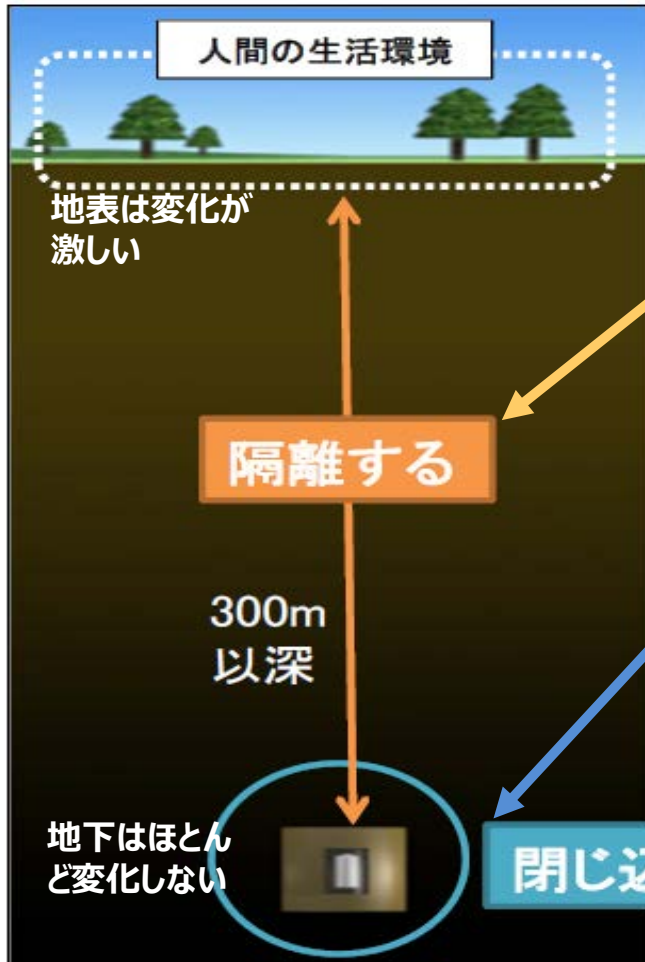 人間の生活環境
地表は変化が
激しい
隔離する
300m
以深
地下はほとん
ど変化しない
閉じ